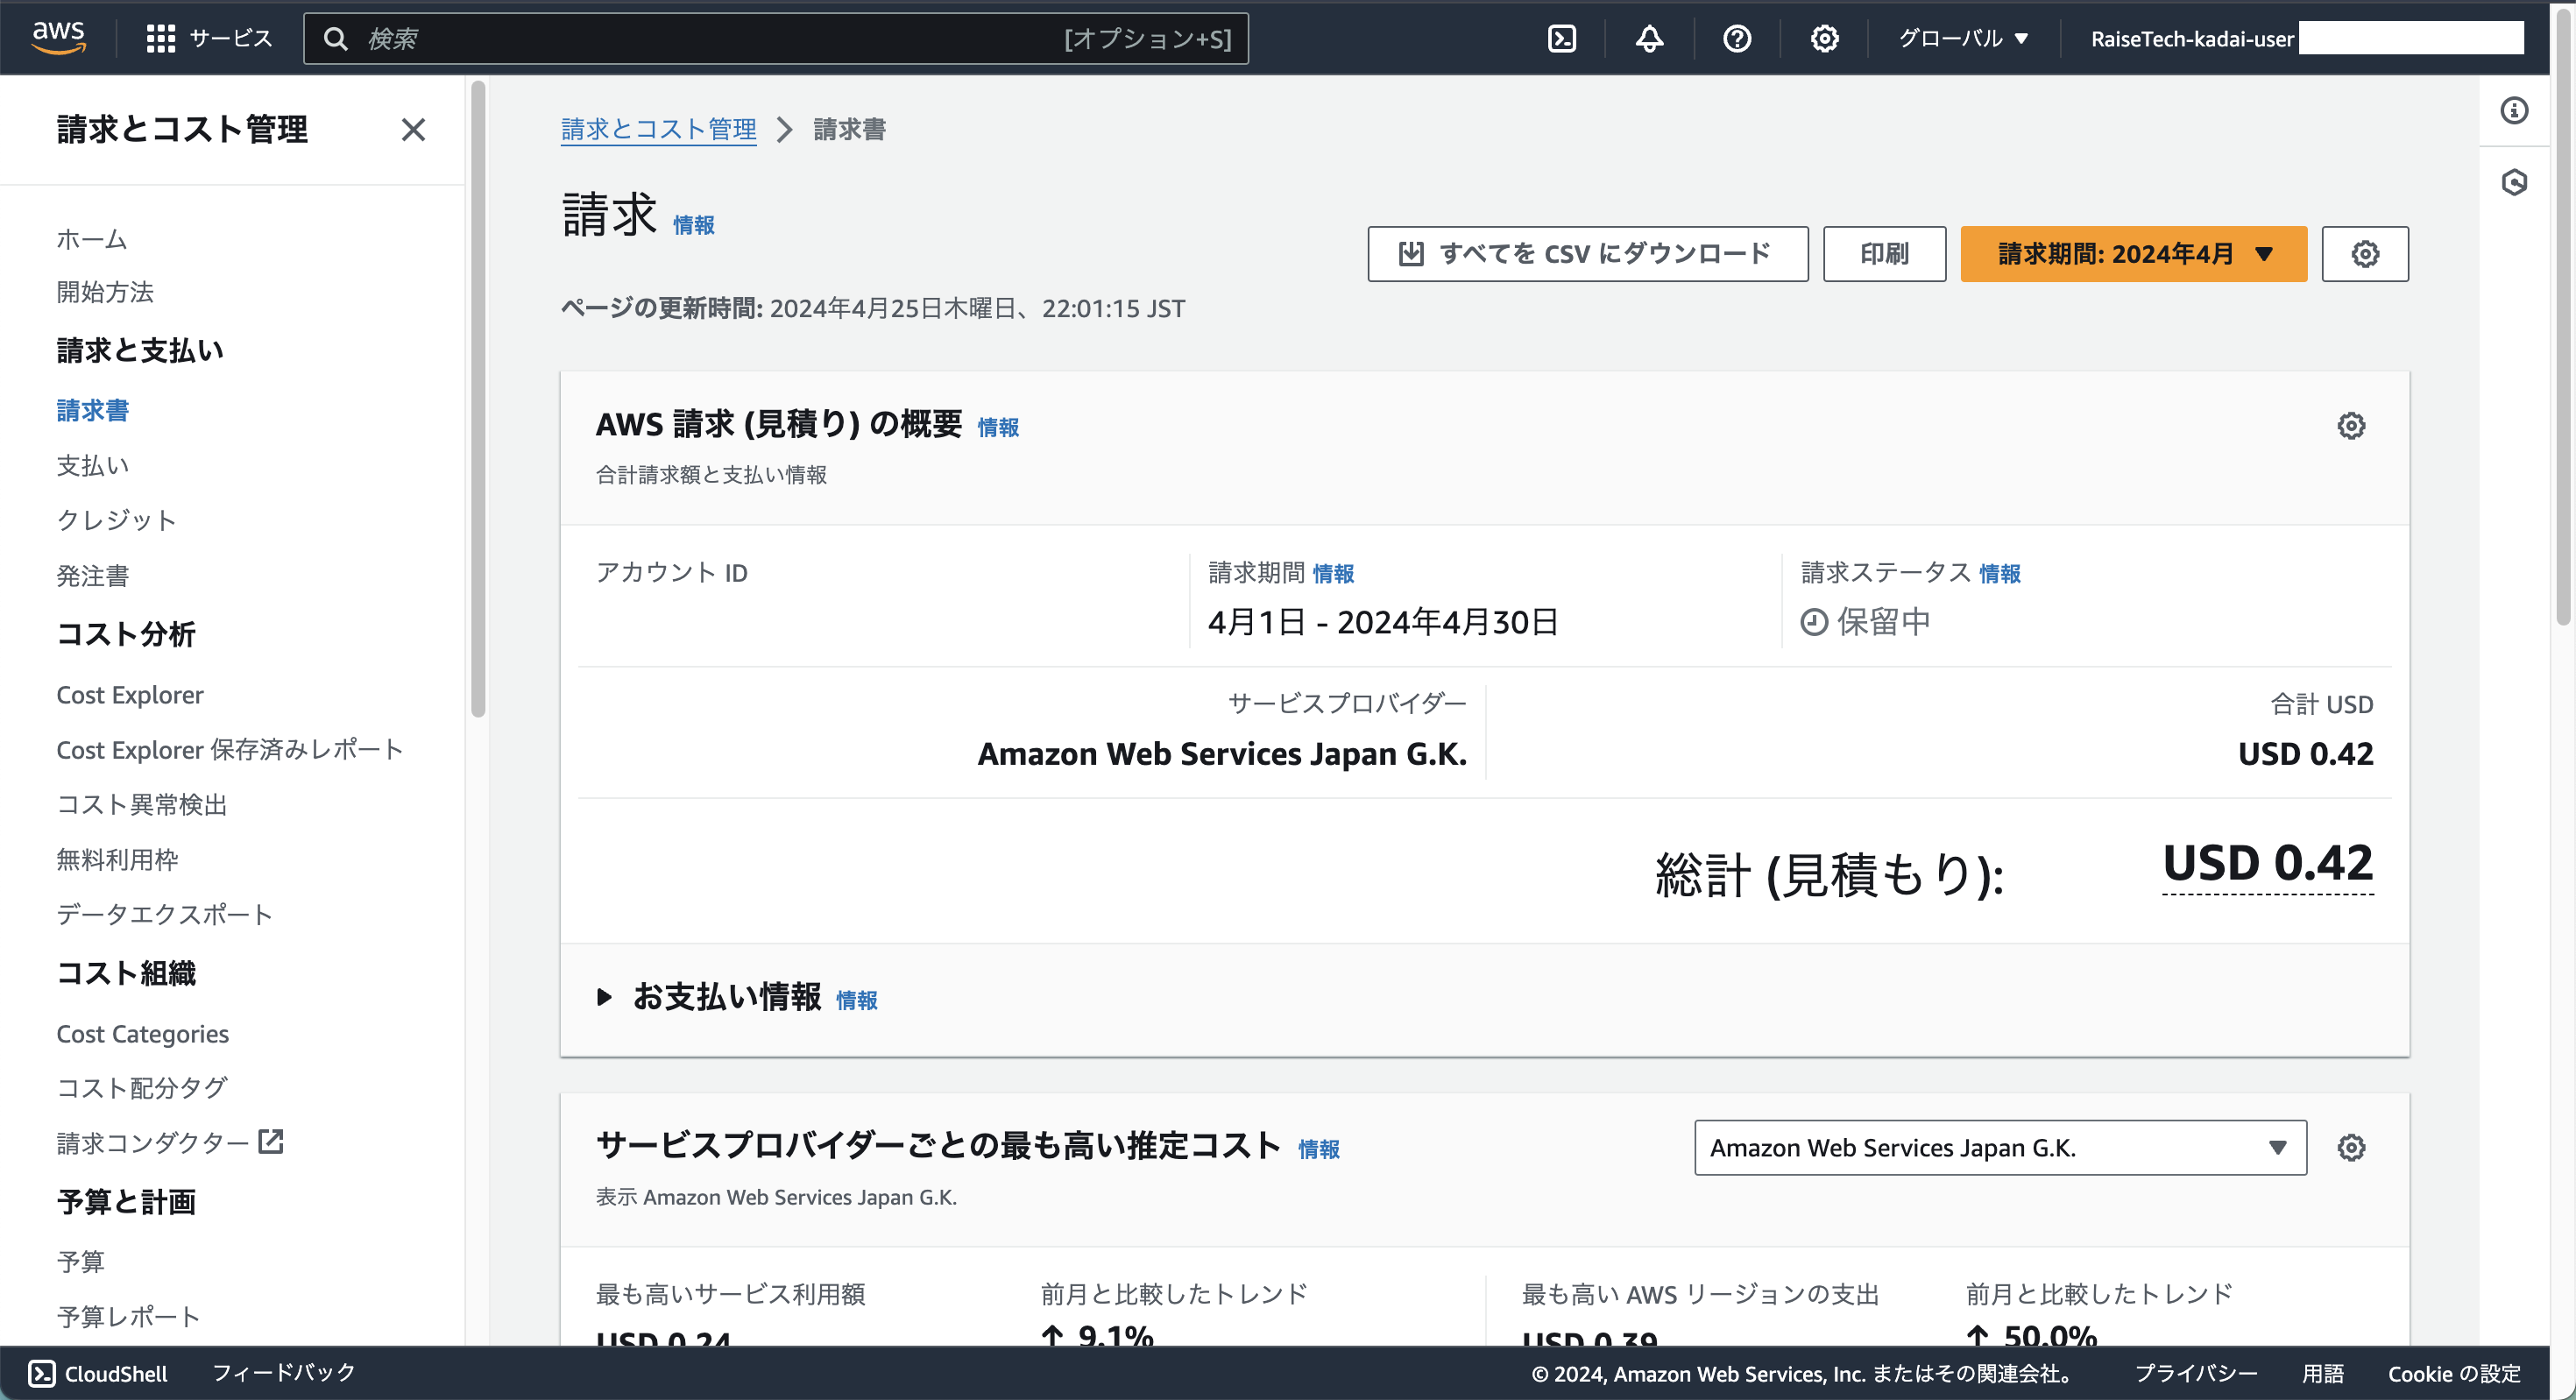 aws
サービス
検索
[オプション+S]
グローバル
RaiseTech-kadai-user
請求とコスト管理
ホーム
開始方法
請求と支払い
請求書
支払い
クレジット
発注書
コスト分析
Cost Explorer
Cost Explorer 保存済みレポート
コスト異常検出
無料利用枠
データエクスポート
コスト組織
Cost Categories
コスト配分タグ
請求コンダクター
予算と計画
予算
予算レポート
請求とコスト管理 請求書
請求 情報
すべてを CSV にダウンロード
印刷
請求期間: 2024年4月
ページの更新時間: 2024年4月25日木曜日、22:01:15 JST
AWS 請求 (見積り) の概要 情報
合計請求額と支払い情報
アカウント ID
請求期間 情報
4月1日 - 2024年4月30日
請求ステータス 情報
保留中
サービスプロバイダー
Amazon Web Services Japan G.K.
合計 USD
USD 0.42
総計 (見積もり):
USD 0.42
お支払い情報 情報
サービスプロバイダーごとの最も高い推定コスト 情報
Amazon Web Services Japan G.K.
表示 Amazon Web Services Japan G.K.
最も高いサービス利用額
USD 0.24
前月と比較したトレンド
↑ 9.1%
最も高い AWS リージョンの支出
USD 0.39
前月と比較したトレンド
↑ 50.0%
CloudShell
フィードバック
© 2024, Amazon Web Services, Inc. またはその関連会社。
プライバシー
用語
Cookie の設定